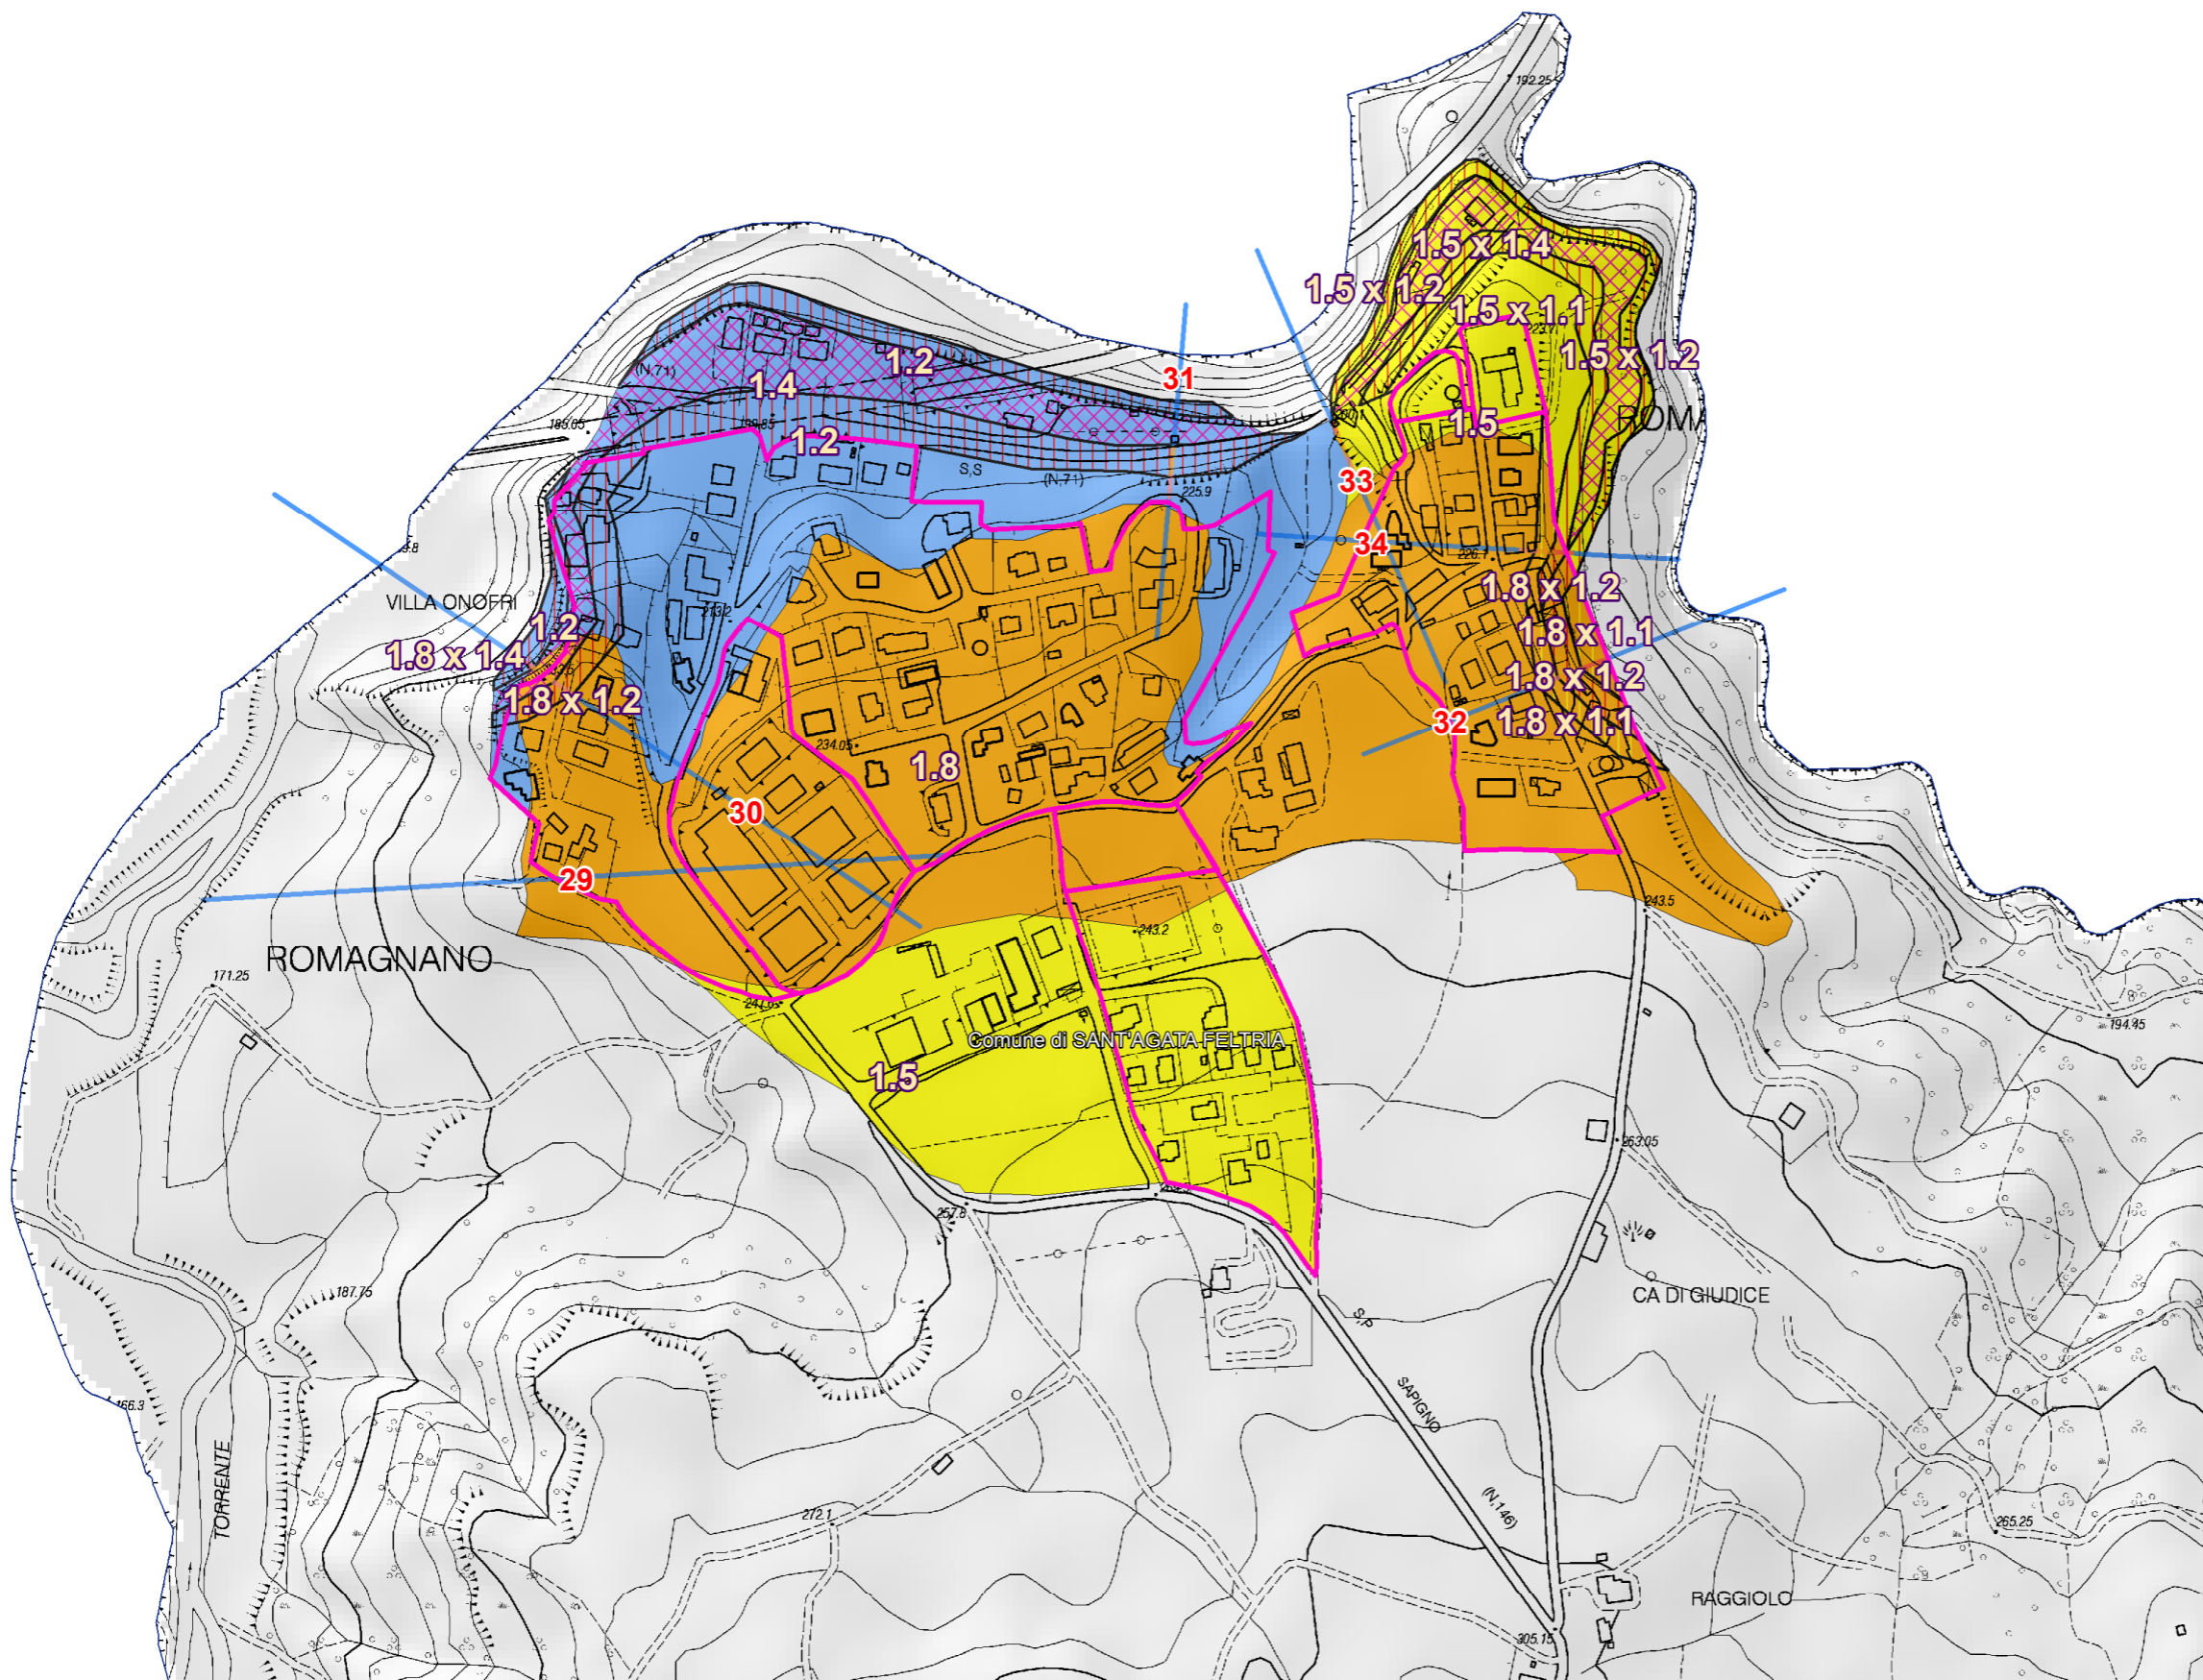 192.25
1.5 x 1.4
1.5 x 1.2
1.5 x 1.1
1.5 x 1.2
31
(N,71)
1.2
1.4
185.05
1.2
1.5
S,S
(N,71)
225.9
33
34
226.1
213.2
VILLA ONOFRI
1.2
1.8 x 1.4
1.8 x 1.2
1.8 x 1.2
1.8 x 1.1
1.8 x 1.2
1.8 x 1.1
32
234.05
1.8
30
29
243.5
243.2
ROMAGNANO
171.25
194.45
Comune di SANT'AGATA FELTRIA
1.5
263.05
257.8
187.75
CA DI GIUDICE
S.P.
SAPIGNO
(N,146)
TORRENTE
272.1
265.25
RAGGIOLO
305.15